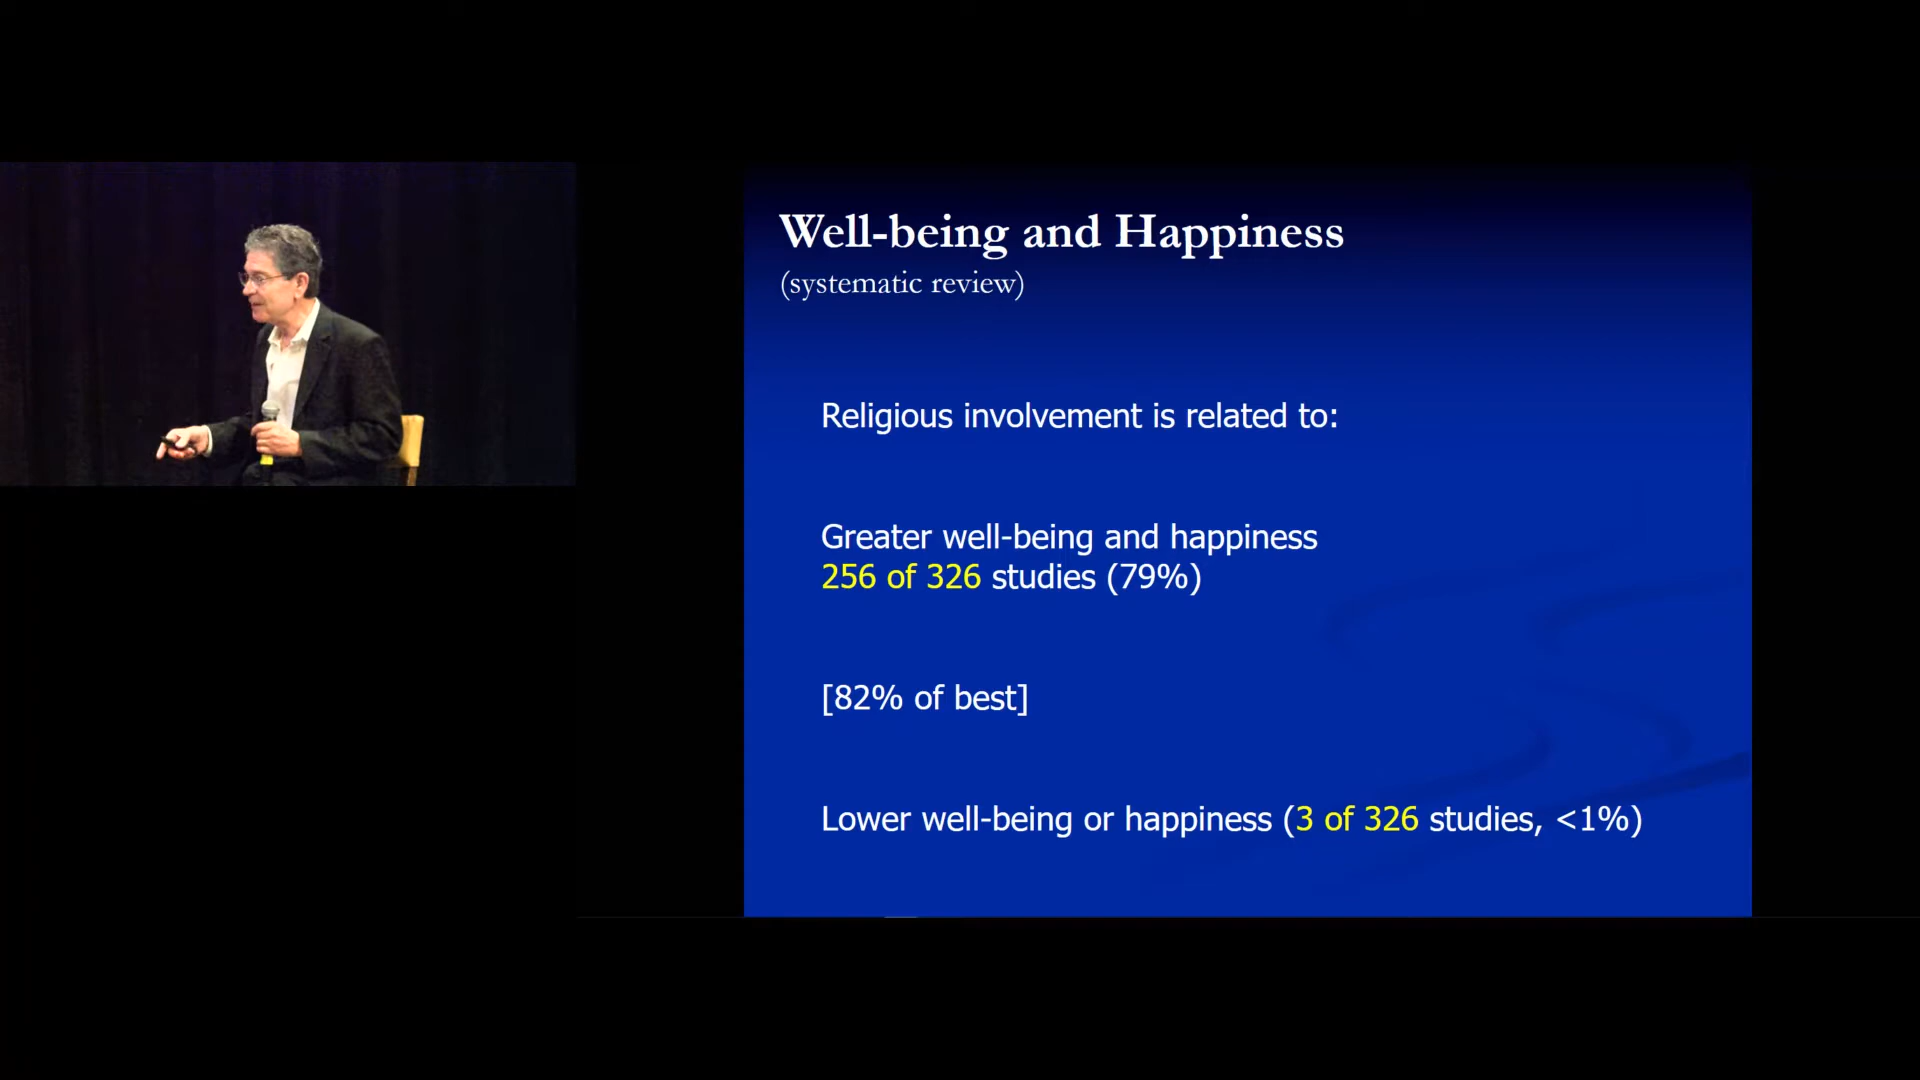 Well-being and Happiness
(systematic review)
Religious involvement is related to:
Greater well-being and happiness
256 of 326 studies (79%)
[82% of best]
Lower well-being or happiness (3 of 326 studies, <1%)